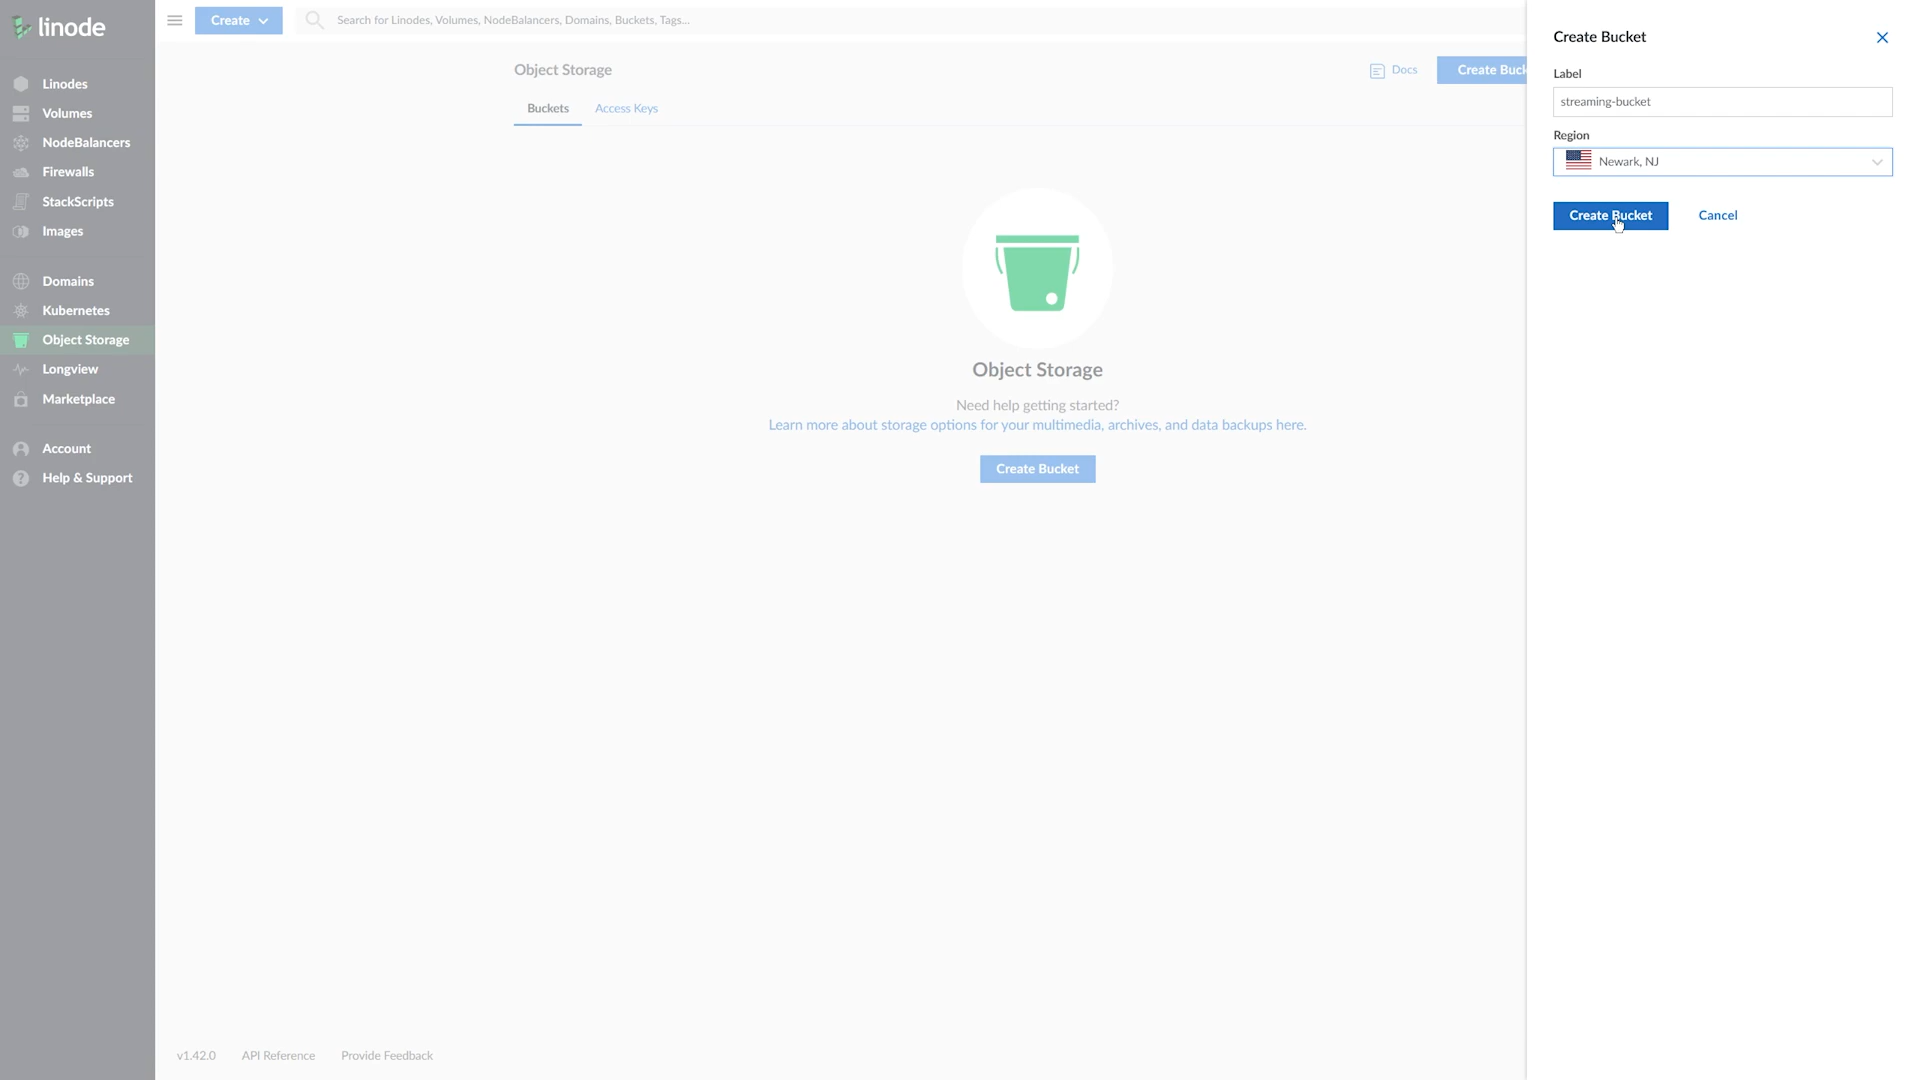 linode
Create
Search for Linodes, Volumes, NodeBalancers, Domains, Buckets, Tags...
Linodes
Volumes
NodeBalancers
Firewalls
StackScripts
Images
Domains
Kubernetes
Object Storage
Longview
Marketplace
Account
Help & Support
Object Storage
Docs
Create Buck
Buckets
Access Keys
Object Storage
Need help getting started?
Learn more about storage options for your multimedia, archives, and data backups here.
Create Bucket
v1.42.0
API Reference
Provide Feedback
Create Bucket
Label
streaming-bucket
Region
Newark, NJ
Create Bucket
Cancel